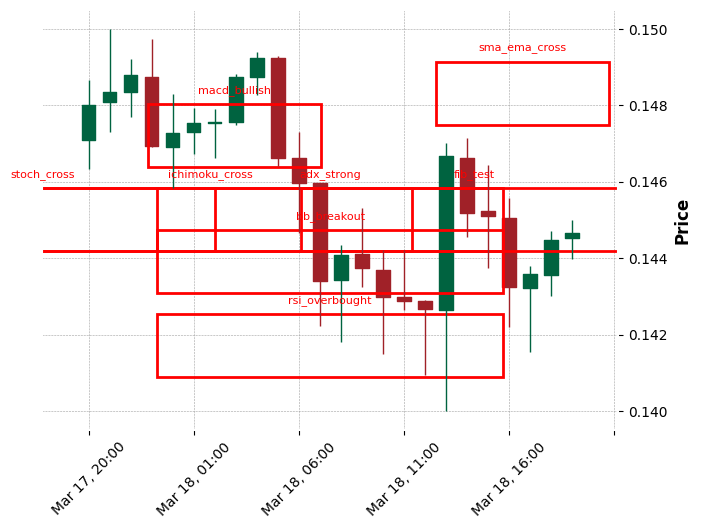 0.150
sma_ema_cross
macd_bullish
0.148
stoch_cross
ichimoku_cross
adx_strong
fib_test
0.146
bb_breakout
Price
0.144
rsi_overbought
0.142
0.140
Mar 17, 20:00
Mar 18, 01:00
Mar 18, 06:00
Mar 18, 11:00
Mar 18, 16:00